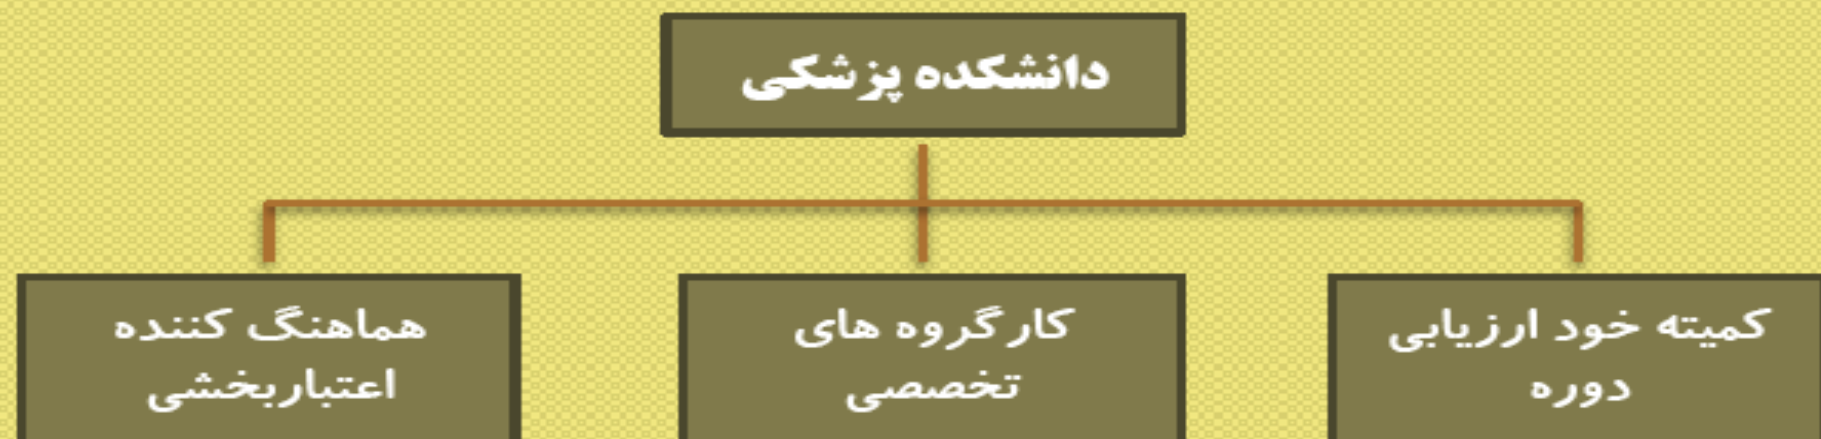 دانشکده پزشکی
کمیته خود ارزیابی
دوره
کارگروه های
تخصصی
هماهنگ کننده
اعتباربخشی